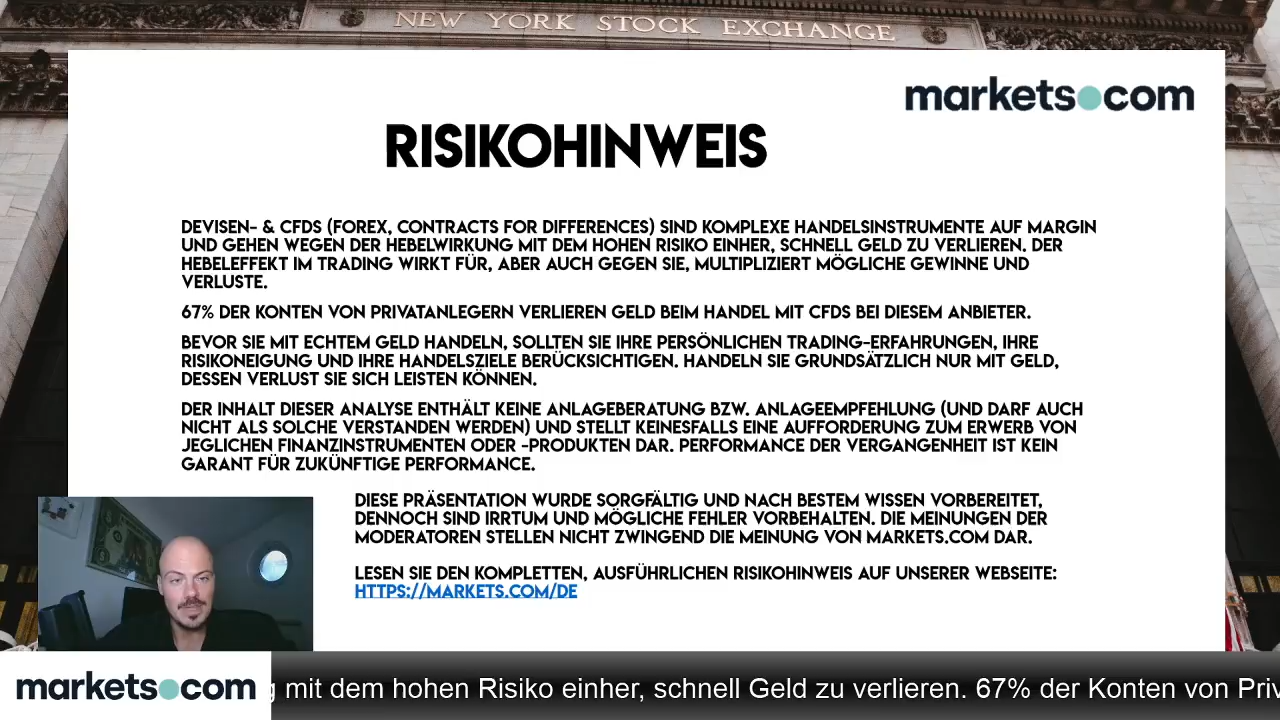 NEW YORK STOCK EXCHANGE
markets.com
RISIKOHINWEIS
DEVISEN- & CFDS (FOREX, CONTRACTS FOR DIFFERENCES) SIND KOMPLEXE HANDELSINSTRUMENTE AUF MARGIN
UND GEHEN WEGEN DER HEBELWIRKUNG MIT DEM HOHEN RISIKO EINHER, SCHNELL GELD ZU VERLIEREN. DER
HEBELEFFEKT IM TRADING WIRKT FÜR, ABER AUCH GEGEN SIE, MULTIPLIZIERT MÖGLICHE GEWINNE UND
VERLUSTE.
67% DER KONTEN VON PRIVATANLEGERN VERLIEREN GELD BEIM HANDEL MIT CFDS BEI DIESEM ANBIETER.
BEVOR SIE MIT ECHTEM GELD HANDELN, SOLLTEN SIE IHRE PERSÖNLICHEN TRADING-ERFAHRUNGEN, IHRE
RISIKONEIGUNG UND IHRE HANDELSZIELE BERÜCKSICHTIGEN. HANDELN SIE GRUNDSÄTZLICH NUR MIT GELD,
DESSEN VERLUST SIE SICH LEISTEN KÖNNEN.
DER INHALT DIESER ANALYSE ENTHÄLT KEINE ANLAGEBERATUNG BZW. ANLAGEEMPFEHLUNG (UND DARF AUCH
NICHT ALS SOLCHE VERSTANDEN WERDEN) UND STELLT KEINESFALLS EINE AUFFORDERUNG ZUM ERWERB VON
JEGLICHEN FINANZINSTRUMENTEN ODER -PRODUKTEN DAR. PERFORMANCE DER VERGANGENHEIT IST KEIN
GARANT FÜR ZUKÜNFTIGE PERFORMANCE.
DIESE PRÄSENTATION WURDE SORGFÄLTIG UND NACH BESTEM WISSEN VORBEREITET,
DENNOCH SIND IRRTUM UND MÖGLICHE FEHLER VORBEHALTEN. DIE MEINUNGEN DER
MODERATOREN STELLEN NICHT ZWINGEND DIE MEINUNG VON MARKETS.COM DAR.
LESEN SIE DEN KOMPLETTEN, AUSFÜHRLICHEN RISIKOHINWEIS AUF UNSERER WEBSEITE:
HTTPS://MARKETS.COM/DE
markets.com
mit dem hohen Risiko einher, schnell Geld zu verlieren. 67% der Konten von